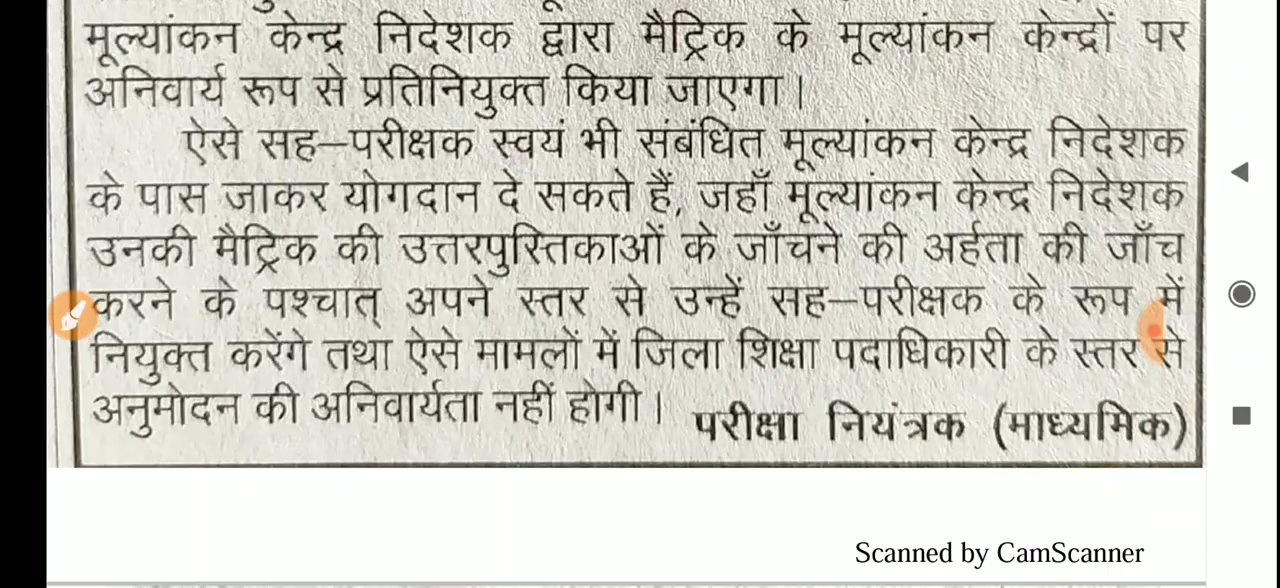 मूल्यांकन केन्द्र निदेशक द्वारा मैट्रिक के मूल्यांकन केन्द्रों पर
अनिवार्य रूप से प्रतिनियुक्त किया जाएगा।
ऐसे सह–परीक्षक स्वयं भी संबंधित मूल्यांकन केन्द्र निदेशक
के पास जाकर योगदान दे सकते हैं, जहाँ मूल्यांकन केन्द्र निदेशक
उनकी मैट्रिक की उत्तरपुस्तिकाओं के जाँचने की अर्हता की जाँच
करने के पश्चात् अपने स्तर से उन्हें सह–परीक्षक के रूप में
नियुक्त करेंगे तथा ऐसे मामलों में जिला शिक्षा पदाधिकारी के स्तर से
अनुमोदन की अनिवार्यता नहीं होगी।
परीक्षा नियंत्रक (माध्यमिक)
Scanned by CamScanner